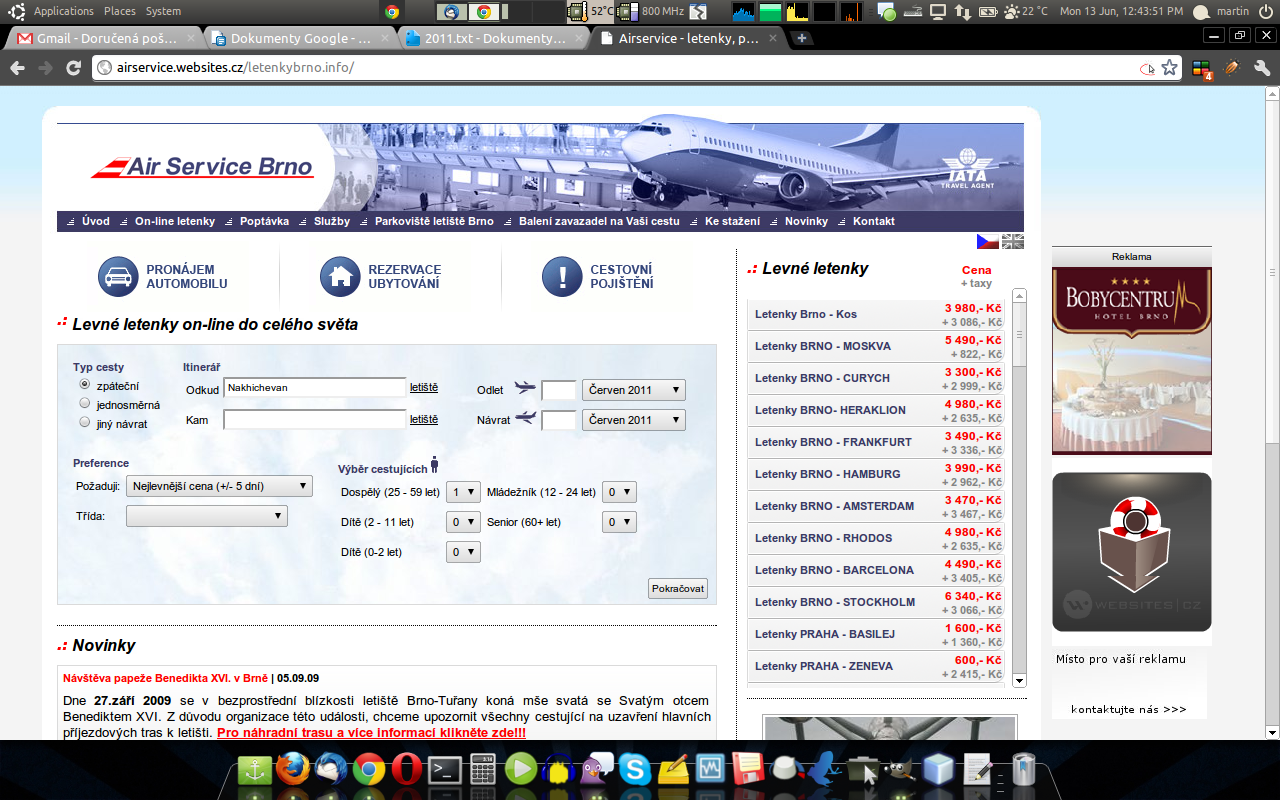 Applications Places System 52°C 800 MHz 22 °C Mon 13 Jun, 12:43:51 PM martin
Gmail - Doručená poš... Dokumenty Google - ... 2011.txt - Dokumenty... Airservice - letenky, p...
airservice.websites.cz/letenkybrno.info/
4
Air Service Brno
IATA
TRAVEL AGENT
Úvod On-line letenky Poptávka Služby Parkoviště letiště Brno Balení zavazadel na Vaši cestu Ke stažení Novinky Kontakt
PRONÁJEM
AUTOMOBILU
REZERVACE
UBYTOVÁNÍ
CESTOVNÍ
POJIŠTĚNÍ
Levné letenky on-line do celého světa
Typ cesty
zpáteční
jednosměrná
jiný návrat
Itinerář
Odkud Nakhichevan letiště
Kam letiště
Odlet Červen 2011
Návrat Červen 2011
Preference
Požaduji: Nejlevnější cena (+/- 5 dní)
Třída:
Výběr cestujících
Dospělý (25 - 59 let) 1 Mládežník (12 - 24 let) 0
Dítě (2 - 11 let) 0 Senior (60+ let) 0
Dítě (0-2 let) 0
Pokračovat
Novinky
Návštěva papeže Benedikta XVI. v Brně | 05.09.09
Dne 27.září 2009 se v bezprostřední blízkosti letiště Brno-Tuřany koná mše svatá se Svatým otcem
Benediktem XVI. Z důvodu organizace této události, chceme upozornit všechny cestující na uzavření hlavních
příjezdových tras k letišti. Pro náhradní trasu a více informací klikněte zde!!!
Levné letenky Cena
+ taxy
Letenky Brno - Kos 3 980,- Kč
+ 3 086,- Kč
Letenky BRNO - MOSKVA 5 490,- Kč
+ 822,- Kč
Letenky BRNO - CURYCH 3 300,- Kč
+ 2 999,- Kč
Letenky BRNO- HERAKLION 4 980,- Kč
+ 2 635,- Kč
Letenky BRNO - FRANKFURT 3 490,- Kč
+ 3 336,- Kč
Letenky BRNO - HAMBURG 3 990,- Kč
+ 2 962,- Kč
Letenky BRNO - AMSTERDAM 3 470,- Kč
+ 3 467,- Kč
Letenky BRNO - RHODOS 4 980,- Kč
+ 2 635,- Kč
Letenky BRNO - BARCELONA 4 490,- Kč
+ 3 405,- Kč
Letenky BRNO - STOCKHOLM 6 340,- Kč
+ 3 066,- Kč
Letenky PRAHA - BASILEJ 1 600,- Kč
+ 1 360,- Kč
Letenky PRAHA - ZENEVA 600,- Kč
+ 2 415,- Kč
Reklama
BOBYCENTRUM
HOTEL BRNO
WEBSITES|CZ
Místo pro vaší reklamu
kontaktujte nás >>>